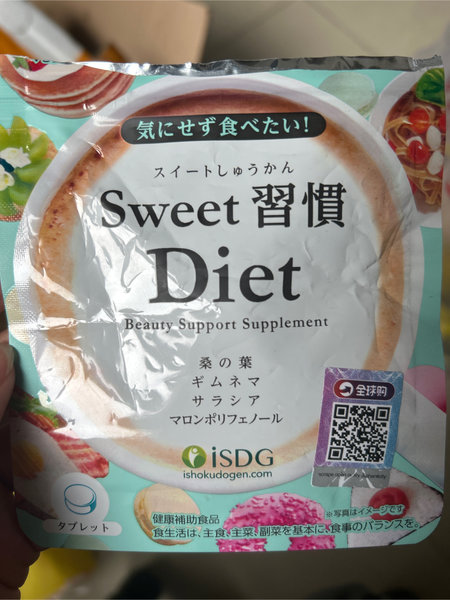 気にせず食べたい!
スイートしゅうかん
Sweet 習慣
Diet
Beauty Support Supplement
桑の葉
ギムネマ
サラシア
マロンポリフェノール
iSDG
ishokudogen.com
全球购
タブレット
※写真はイメージです
健康補助食品
食生活は、主食、主菜、副菜を基本に、食事のバランスを。